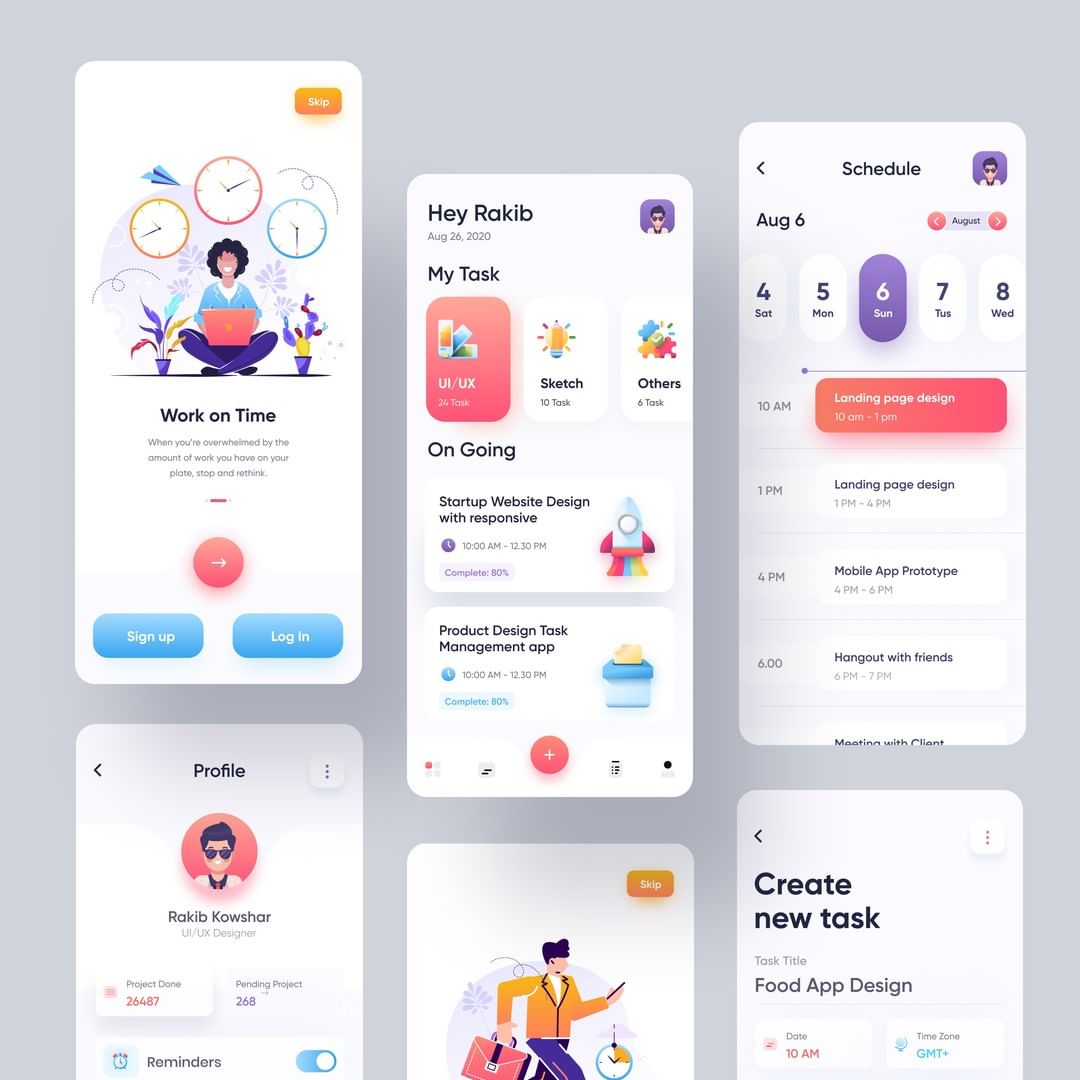 Skip
Work on Time
When you're overwhelmed by the
amount of work you have on your
plate, stop and rethink.
Sign up
Log In
Hey Rakib
Aug 26, 2020
My Task
UI/UX
24 Task
Sketch
10 Task
Others
6 Task
On Going
Startup Website Design
with responsive
10:00 AM - 12.30 PM
Complete: 80%
Product Design Task
Management app
10:00 AM - 12.30 PM
Complete: 80%
Schedule
Aug 6
August
4
Sat
5
Mon
6
Sun
7
Tus
8
Wed
10 AM
Landing page design
10 am - 1 pm
1 PM
Landing page design
1 PM - 4 PM
4 PM
Mobile App Prototype
4 PM - 6 PM
6.00
Hangout with friends
6 PM - 7 PM
Meeting with Client
Profile
Rakib Kowshar
UI/UX Designer
Project Done
26487
Pending Project
268
Reminders
Skip
Create
new task
Task Title
Food App Design
Date
10 AM
Time Zone
GMT+